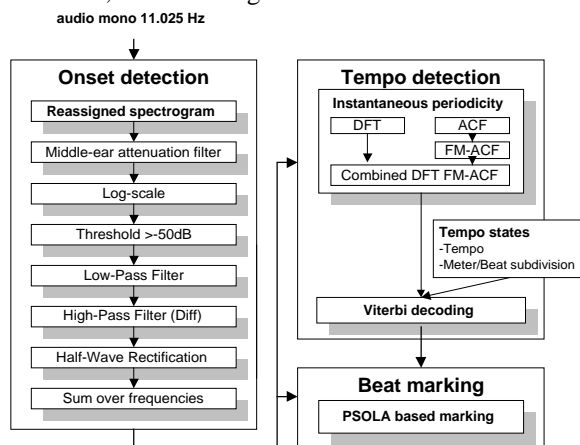 audio mono 11.025 Hz
Onset detection
Reassigned spectrogram
Middle-ear attenuation filter
Log-scale
Threshold >-50dB
Low-Pass Filter
High-Pass Filter (Diff)
Half-Wave Rectification
Sum over frequencies
Tempo detection
Instantaneous periodicity
DFT
ACF
FM-ACF
Combined DFT FM-ACF
Tempo states
-Tempo
-Meter/Beat subdivision
Viterbi decoding
Beat marking
PSOLA based marking